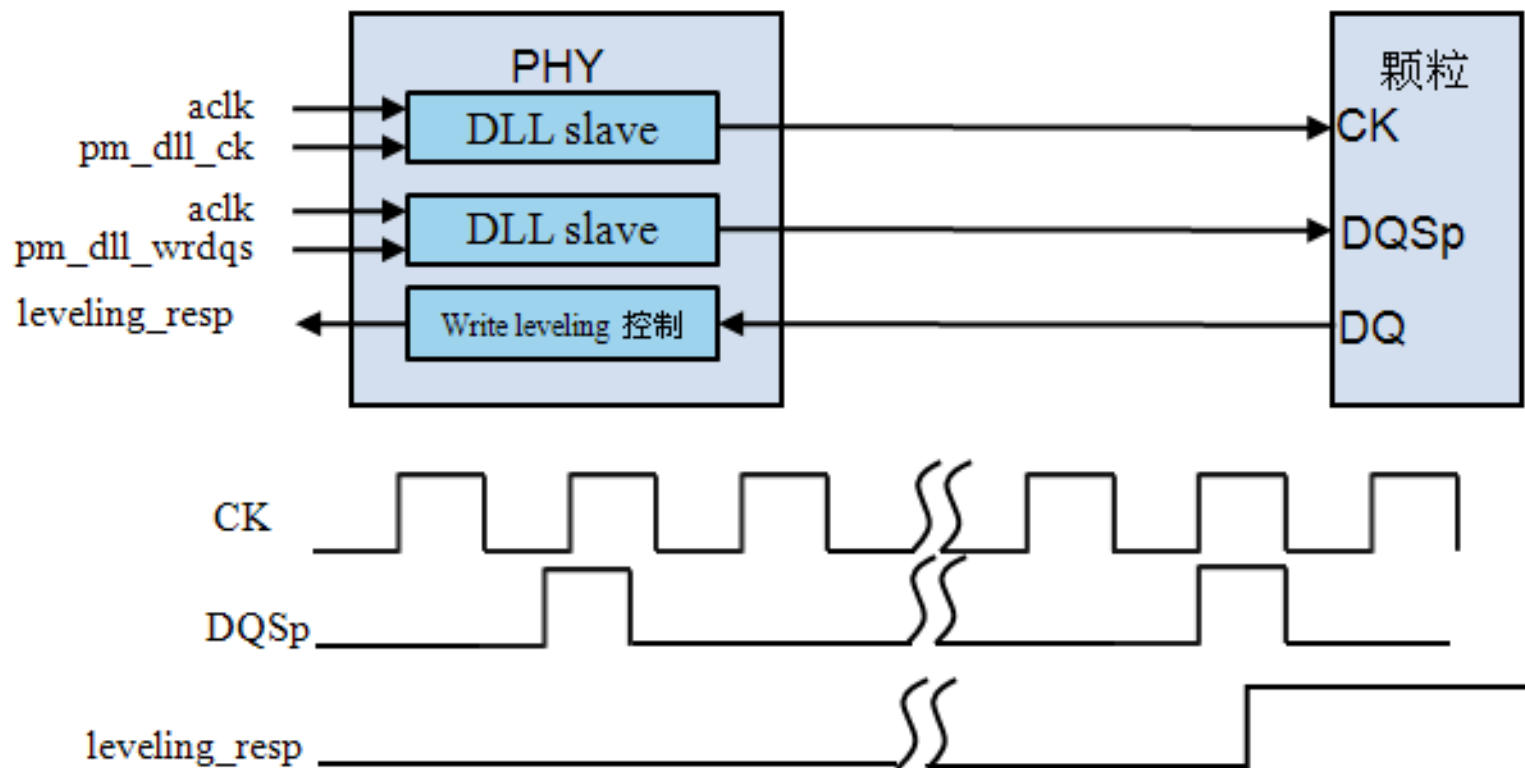 PHY
颗粒
aclk
DLL slave
CK
pm_dll_ck
aclk
DLL slave
DQSp
pm_dll_wrdqs
leveling_resp
Write leveling 控制
DQ
CK
DQSp
leveling_resp